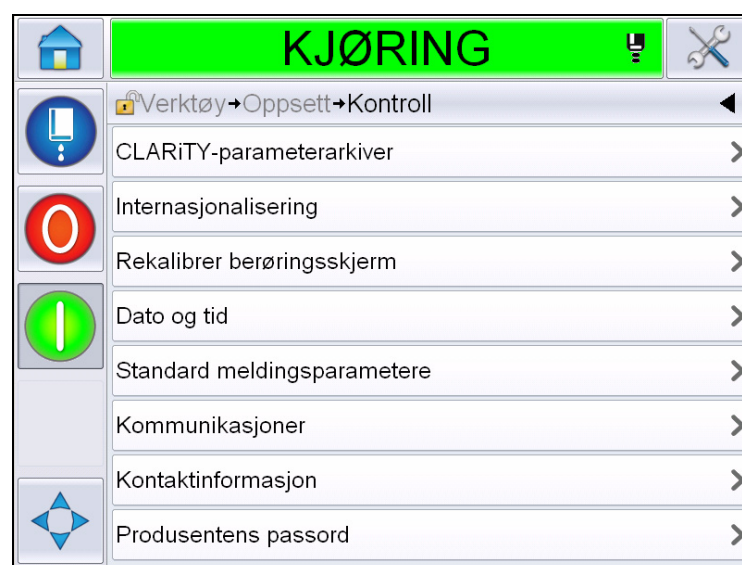 KJØRING
Verktøy→Oppsett→Kontroll
CLARiTY-parameterarkiver
Internasjonalisering
Rekalibrer berøringsskjerm
Dato og tid
Standard meldingsparametere
Kommunikasjoner
Kontaktinformasjon
Produsentens passord